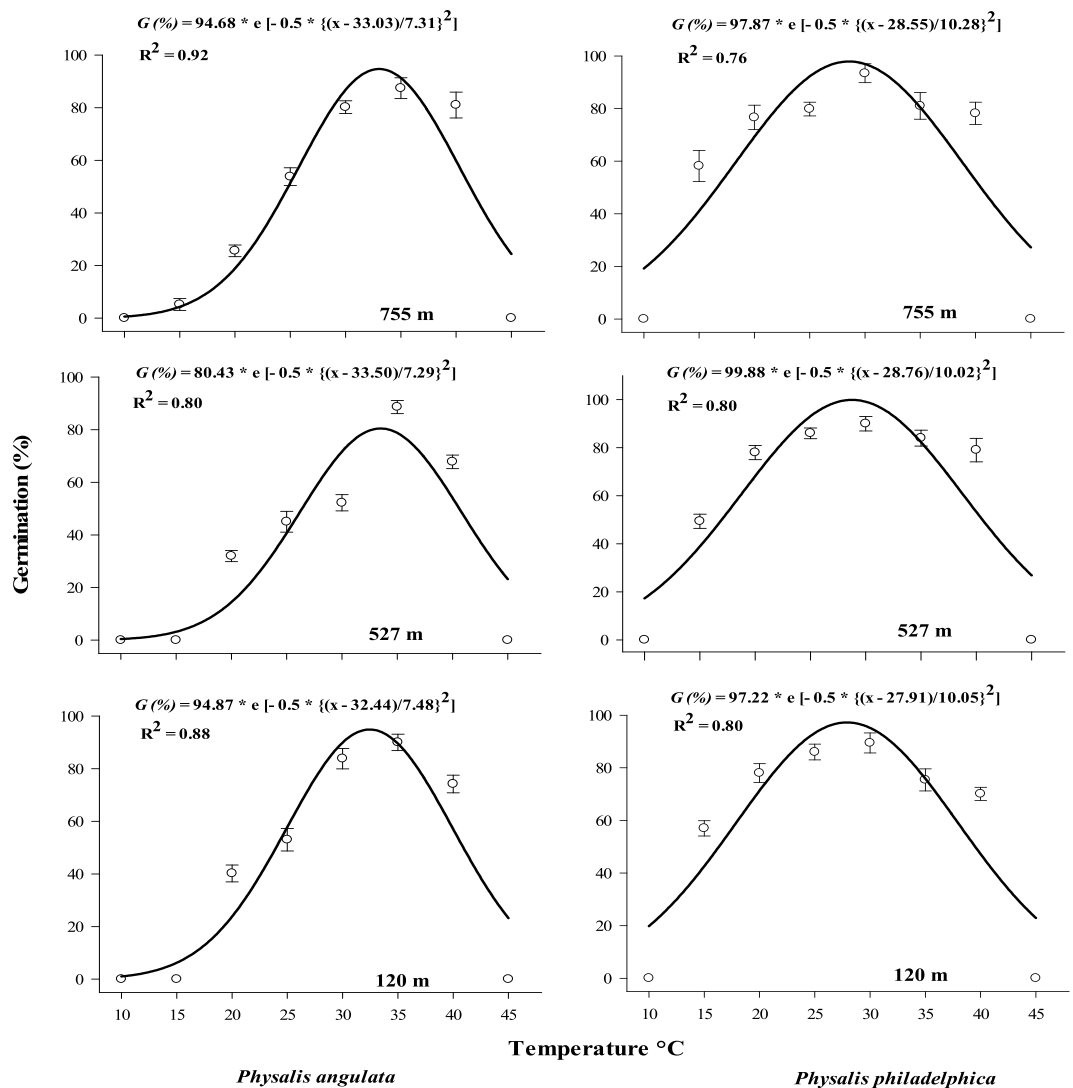 G (%) = 94.68 * e [- 0.5 * {(x - 33.03)/7.31}2]
R2 = 0.92
100
80
60
40
20
0
755 m
G (%) = 97.87 * e [- 0.5 * {(x - 28.55)/10.28}2]
R2 = 0.76
100
80
60
40
20
0
755 m
G (%) = 80.43 * e [- 0.5 * {(x - 33.50)/7.29}2]
R2 = 0.80
100
80
60
40
20
0
527 m
G (%) = 99.88 * e [- 0.5 * {(x - 28.76)/10.02}2]
R2 = 0.80
100
80
60
40
20
0
527 m
Germination (%)
G (%) = 94.87 * e [- 0.5 * {(x - 32.44)/7.48}2]
R2 = 0.88
100
80
60
40
20
0
120 m
10 15 20 25 30 35 40 45
G (%) = 97.22 * e [- 0.5 * {(x - 27.91)/10.05}2]
R2 = 0.80
100
80
60
40
20
0
120 m
10 15 20 25 30 35 40 45
Temperature °C
Physalis angulata
Physalis philadelphica